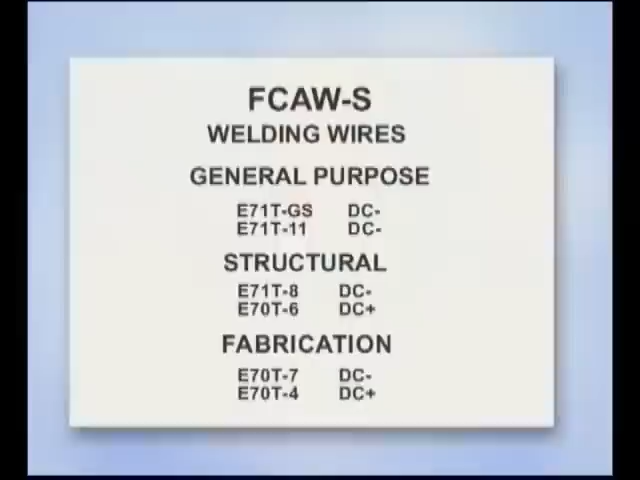 FCAW-S
WELDING WIRES
GENERAL PURPOSE
E71T-GS DC-
E71T-11 DC-
STRUCTURAL
E71T-8 DC-
E70T-6 DC+
FABRICATION
E70T-7 DC-
E70T-4 DC+